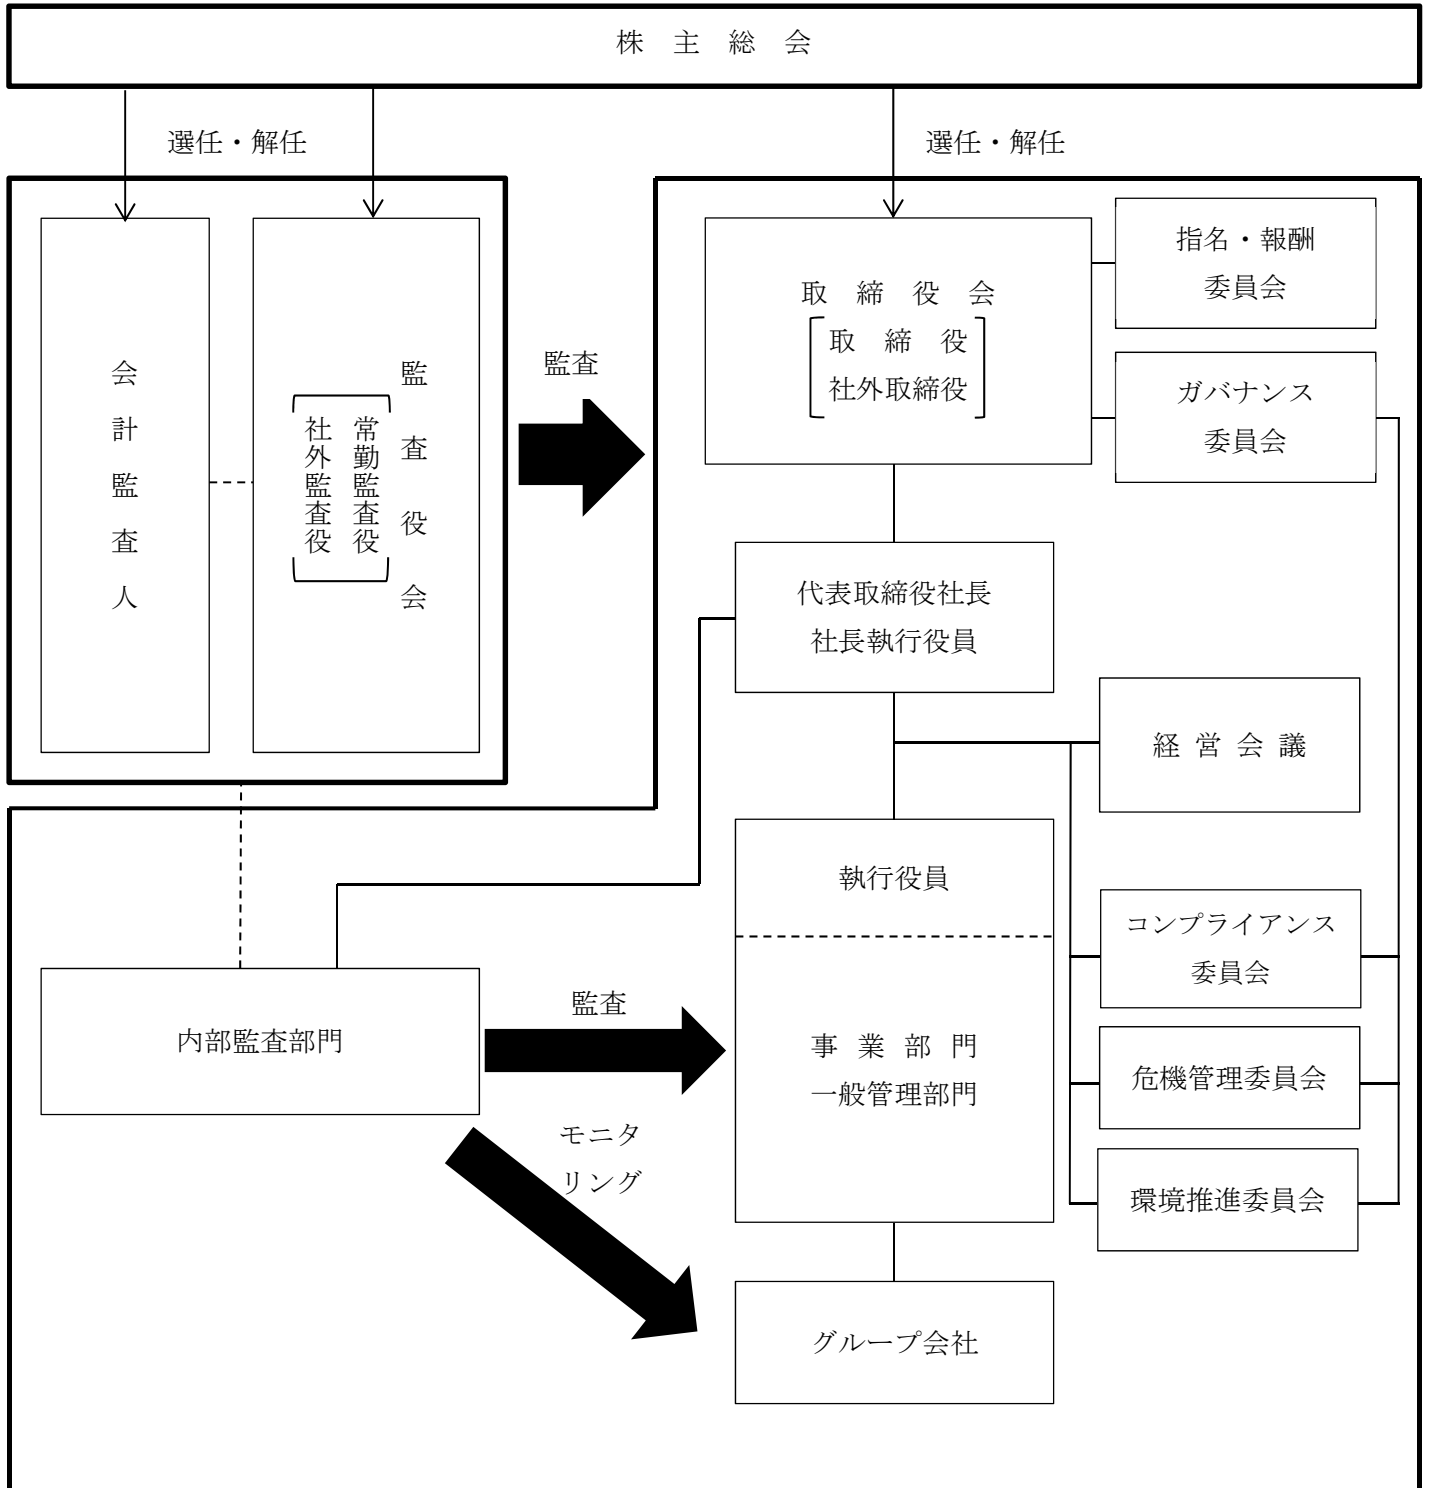 株主総会
選任・解任
選任・解任
会計監査人
監査役会
常勤監査役
社外監査役
監査
取締役会
取締役
社外取締役
指名・報酬
委員会
ガバナンス
委員会
代表取締役社長
社長執行役員
経営会議
執行役員
事業部門
一般管理部門
コンプライアンス
委員会
危機管理委員会
環境推進委員会
内部監査部門
監査
モニタ
リング
グループ会社